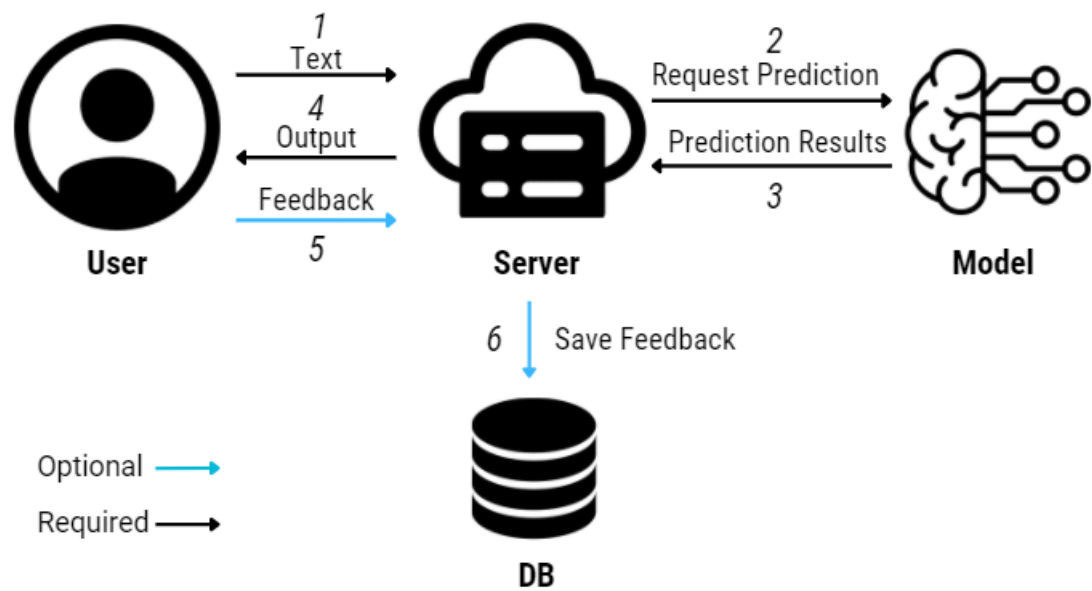 1
Text
4
Output
Feedback
5
User
Server
2
Request Prediction
Prediction Results
3
Model
6 Save Feedback
DB
Optional
Required